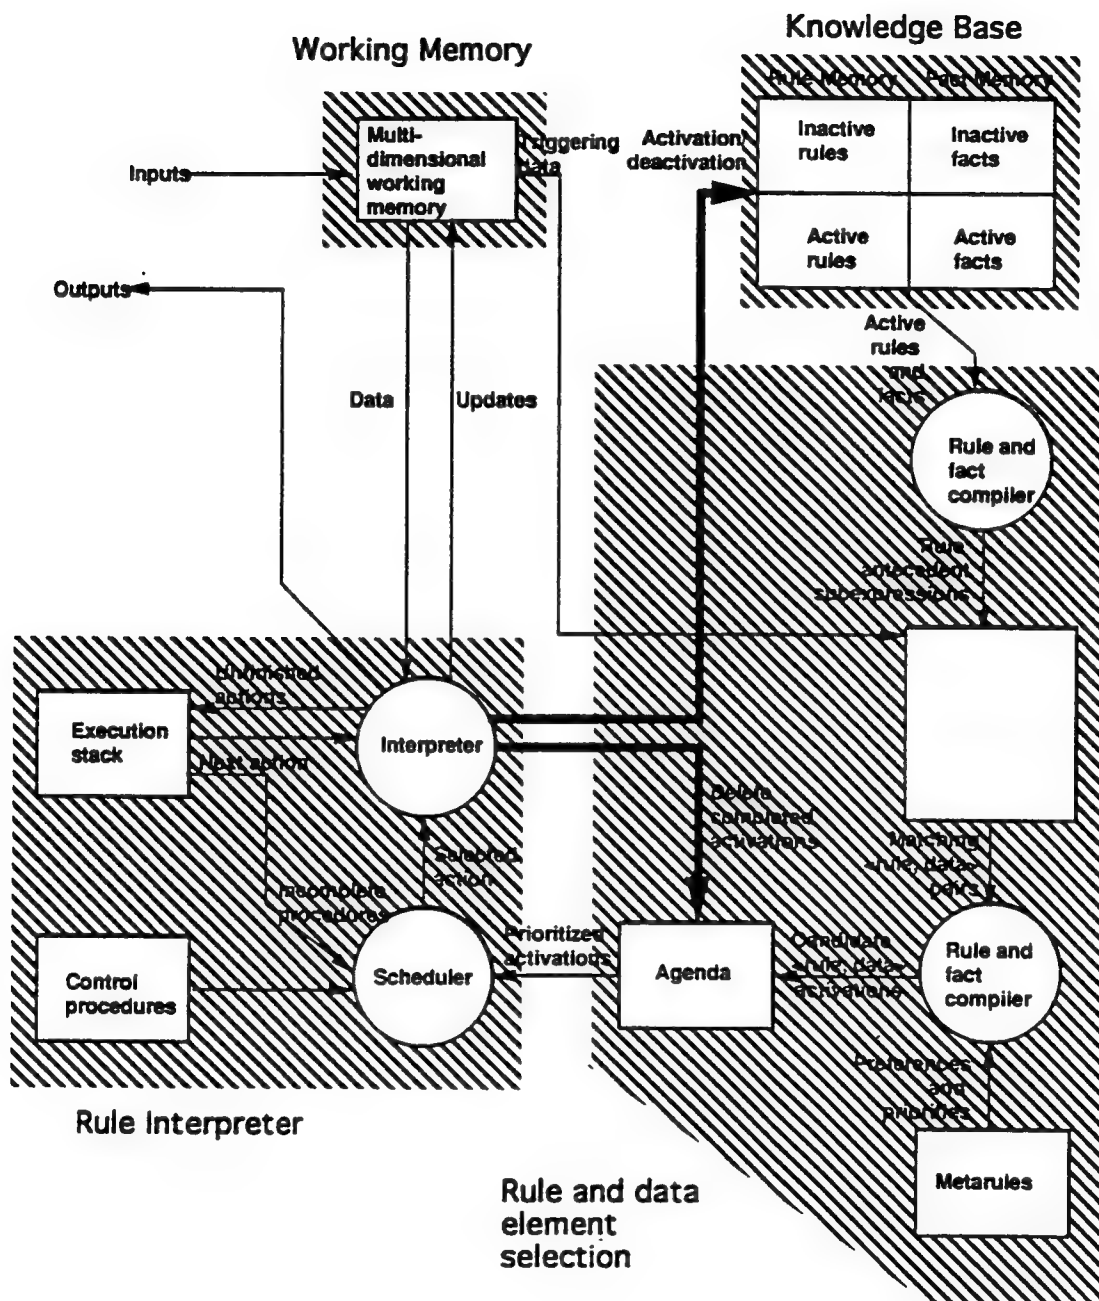 Knowledge Base
Working Memory
Rule Memory
Fact Memory
Multi-
dimensional
working
memory
Triggering
data
Activation/
deactivation
Inactive
rules
Inactive
facts
Active
rules
Active
facts
Inputs
Outputs
Active
rules
and
facts
Data
Updates
Rule and
fact
compiler
Rule
antecedent
subexpressions
Unfinished
actions
Execution
stack
Interpreter
Next action
Delete
completed
activations
Matching
<rule, data>
pairs
Selected
action
Incomplete
procedures
Prioritized
activations
Candidate
<rule, data>
activations
Rule and
fact
compiler
Control
procedures
Scheduler
Agenda
Preferences
and
priorities
Rule Interpreter
Metarules
Rule and data
element
selection